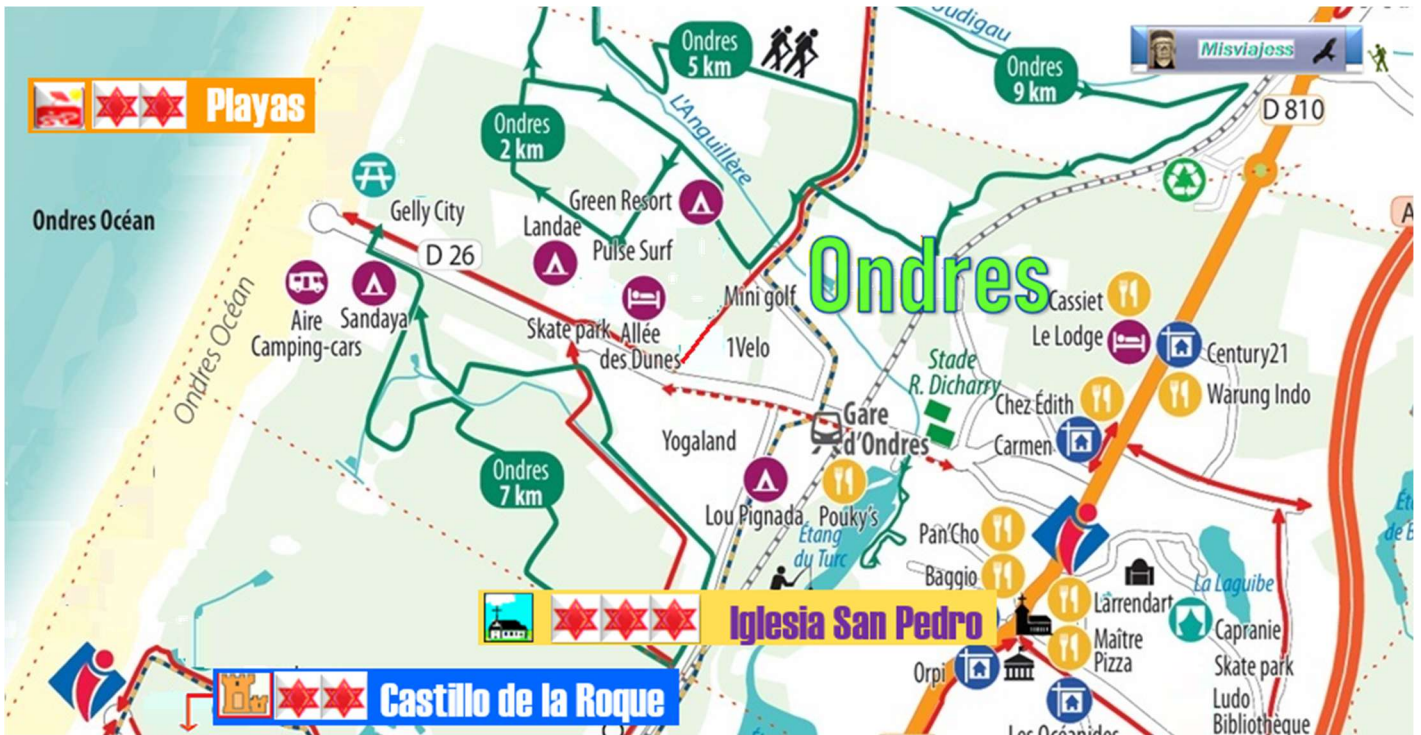 Misviajess
Ondres
5 km
Ondres
9 km
D 810
Playas
Ondres
2 km
L'Anguillère
Green Resort
Gelly City
Landae
Pulse Surf
Ondres Océan
D 26
Ondres
Mini golf
Cassiet
Aire
Camping-cars
Sandaya
Ondres Océan
Skate park
Allée
des Dunes
1Velo
Le Lodge
Century21
Stade
R. Dicharry
Warung Indo
Chez Édith
Carmen
Gare
d'Ondres
Yogaland
Ondres
7 km
Lou Pignada
Pouky's
Étang
du Turc
Pan'Cho
Baggio
Larrendart
La Laguibe
Iglesia San Pedro
Maître
Pizza
Capranie
Skate park
Ludo
Bibliothèque
Orpi
Castillo de la Roque
Les Océanides